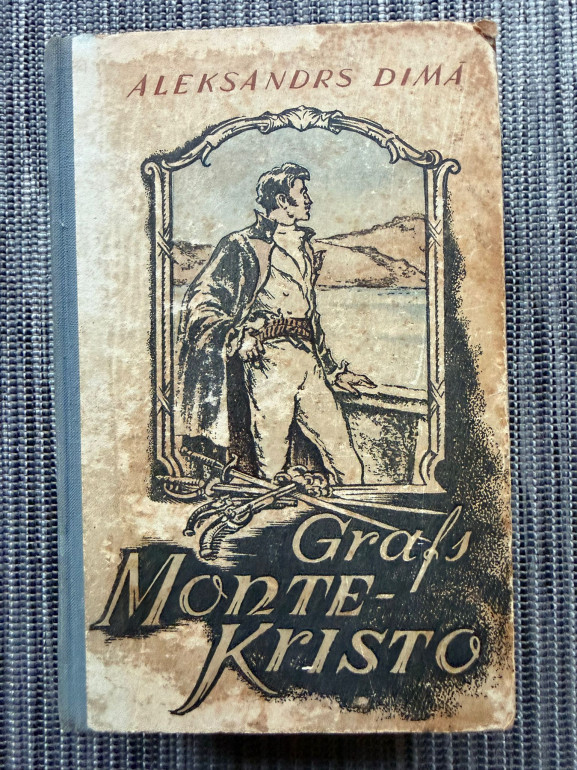 ALEKSANDRS DIMĀ
Grafs
MONTE-
KRISTO